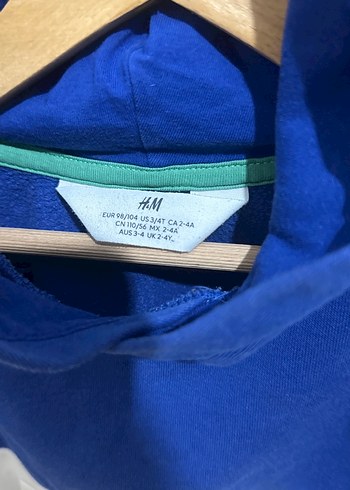 H&M
EUR 98/104 US 3/4T CA 2-4A
CN 110/56 MX 2-4A
AUS 3-4 UK 2-4Y